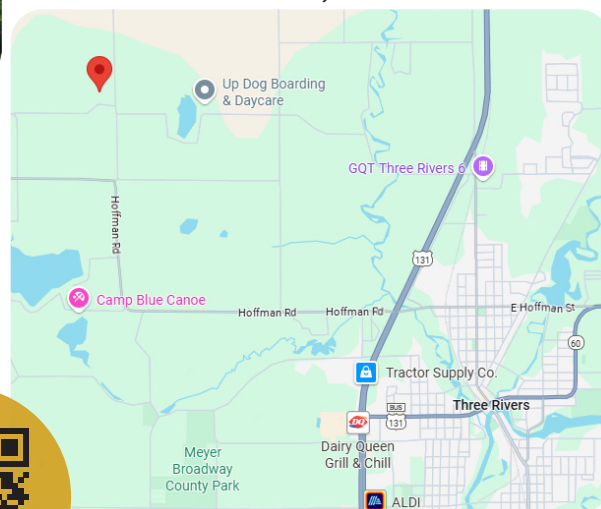 Up Dog Boarding
& Daycare
GQT Three Rivers 6
Hoffman Rd
131
Camp Blue Canoe
Hoffman Rd
Hoffman Rd
E Hoffman St
60
Tractor Supply Co.
BUS
131
Three Rivers
DQ
Dairy Queen
Grill & Chill
Meyer
Broadway
County Park
ALDI